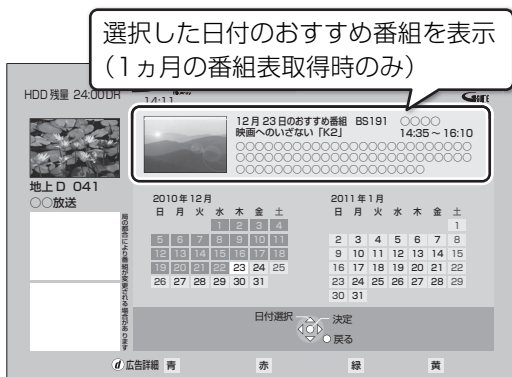 選択した日付のおすすめ番組を表示
（1ヵ月の番組表取得時のみ）
HDD 残量 24:00DR
14:11
12月23日のおすすめ番組 BS191 ○○○○
映画へのいざない「K2」 14:35～16:10
○○○○○○○○○○○○○○○○○○○○○○○○○
○○○○○○○○○○○○○○○○○○○○○○○○○
○○○○○○○○○○○○○○○○○○○○
地上D 041
○○放送
局の都合により番組が変更される場合があります
2010年12月
日 月 火 水 木 金 土
1 2 3 4
5 6 7 8 9 10 11
12 13 14 15 16 17 18
19 20 21 22 23 24 25
26 27 28 29 30 31
2011年1月
日 月 火 水 木 金 土
1
2 3 4 5 6 7 8
9 10 11 12 13 14 15
16 17 18 19 20 21 22
23 24 25 26 27 28 29
30 31
日付選択 決定
戻る
d 広告詳細 青 赤 緑 黄